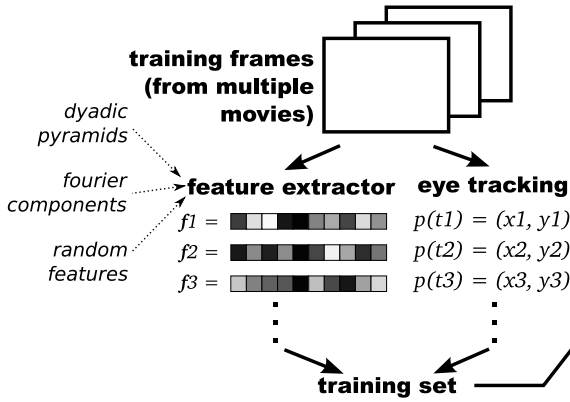 training frames
(from multiple
movies)
dyadic
pyramids
fourier
components
random
features
feature extractor
eye tracking
f1 =
p(t1) = (x1, y1)
f2 =
p(t2) = (x2, y2)
f3 =
p(t3) = (x3, y3)
training set